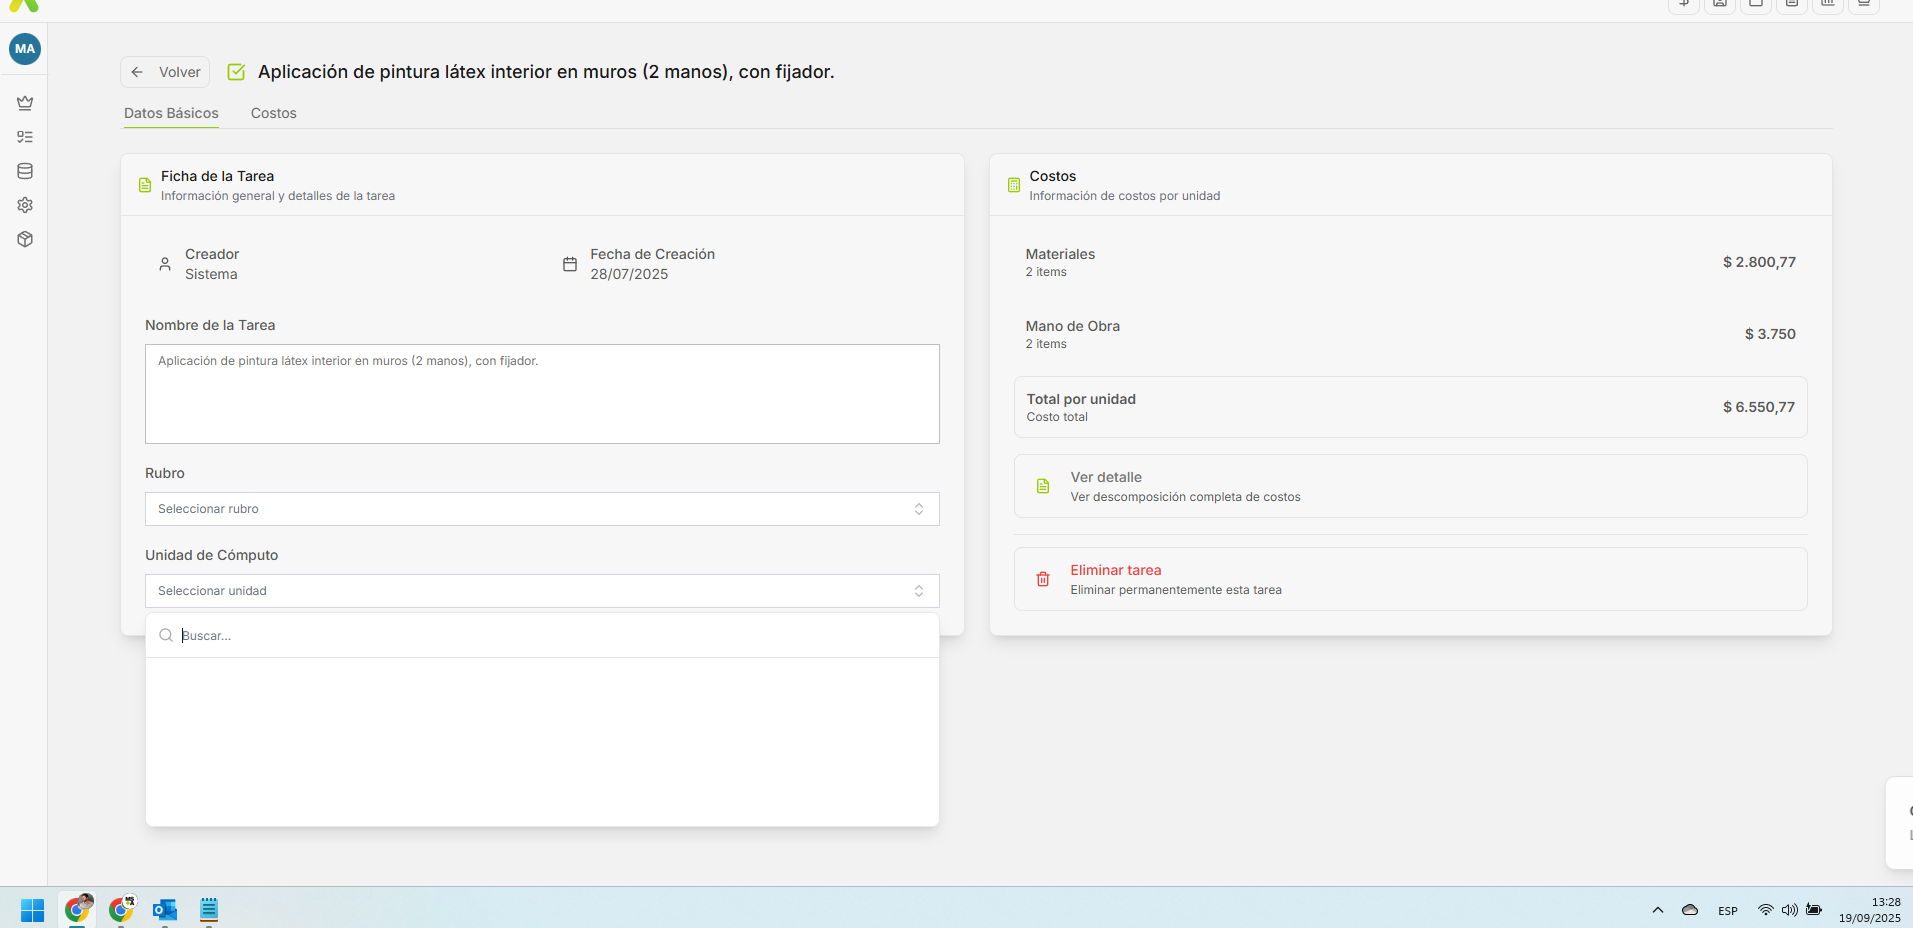 MA
Volver
Aplicación de pintura látex interior en muros (2 manos), con fijador.
Datos Básicos
Costos
Ficha de la Tarea
Información general y detalles de la tarea
Creador
Sistema
Fecha de Creación
28/07/2025
Nombre de la Tarea
Aplicación de pintura látex interior en muros (2 manos), con fijador.
Rubro
Seleccionar rubro
Unidad de Cómputo
Seleccionar unidad
Buscar...
Costos
Información de costos por unidad
Materiales
2 items
$ 2.800,77
Mano de Obra
2 items
$ 3.750
Total por unidad
Costo total
$ 6.550,77
Ver detalle
Ver descomposición completa de costos
Eliminar tarea
Eliminar permanentemente esta tarea
ESP
13:28
19/09/2025